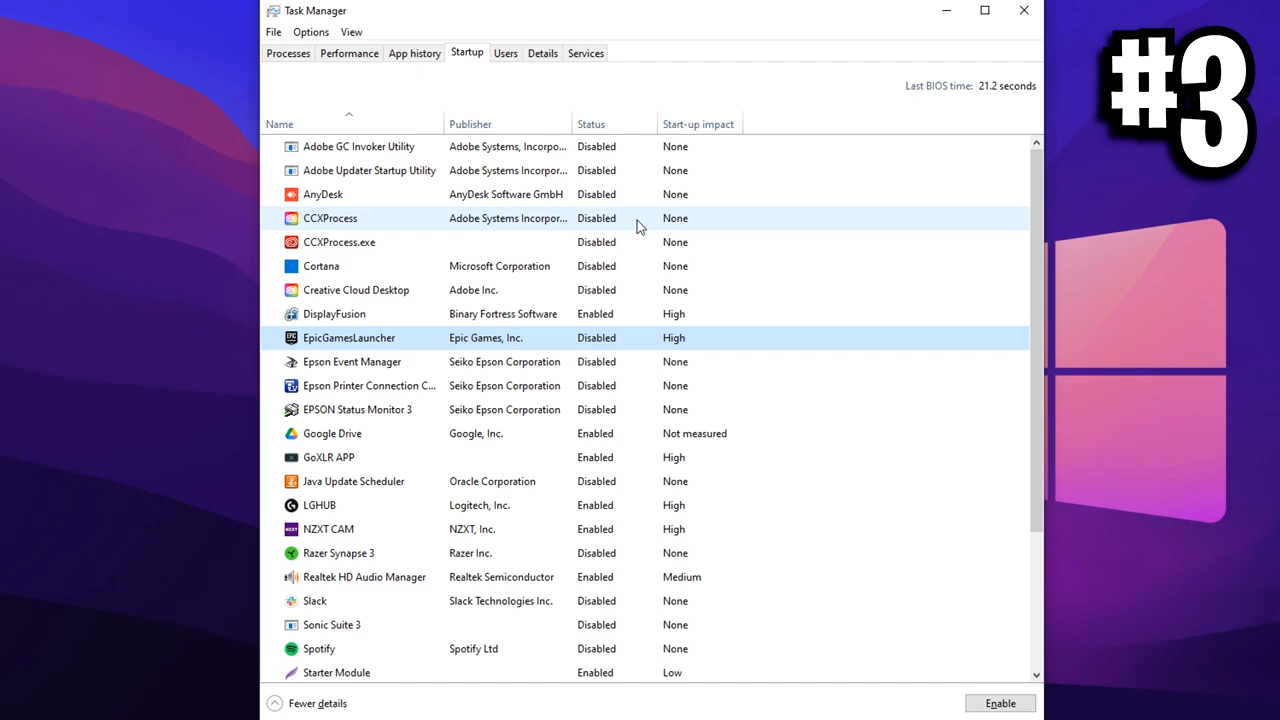 Task Manager
#3
File Options View
Processes Performance App history Startup Users Details Services
Last BIOS time: 21.2 seconds
Name Publisher Status Start-up impact
Adobe GC Invoker Utility Adobe Systems, Incorpo... Disabled None
Adobe Updater Startup Utility Adobe Systems Incorpor... Disabled None
AnyDesk AnyDesk Software GmbH Disabled None
CCXProcess Adobe Systems Incorpor... Disabled None
CCXProcess.exe Disabled None
Cortana Microsoft Corporation Disabled None
Creative Cloud Desktop Adobe Inc. Disabled None
DisplayFusion Binary Fortress Software Enabled High
EPIC EpicGamesLauncher Epic Games, Inc. Disabled High
Epson Event Manager Seiko Epson Corporation Disabled None
Epson Printer Connection C... Seiko Epson Corporation Disabled None
EPSON Status Monitor 3 Seiko Epson Corporation Disabled None
Google Drive Google, Inc. Enabled Not measured
GoXLR APP Enabled High
Java Update Scheduler Oracle Corporation Disabled None
LGHUB Logitech, Inc. Enabled High
NZXT NZXT CAM NZXT, Inc. Enabled High
Razer Synapse 3 Razer Inc. Disabled None
Realtek HD Audio Manager Realtek Semiconductor Enabled Medium
Slack Slack Technologies Inc. Disabled None
Sonic Suite 3 Disabled None
Spotify Spotify Ltd Disabled None
Starter Module Enabled Low
Fewer details Enable